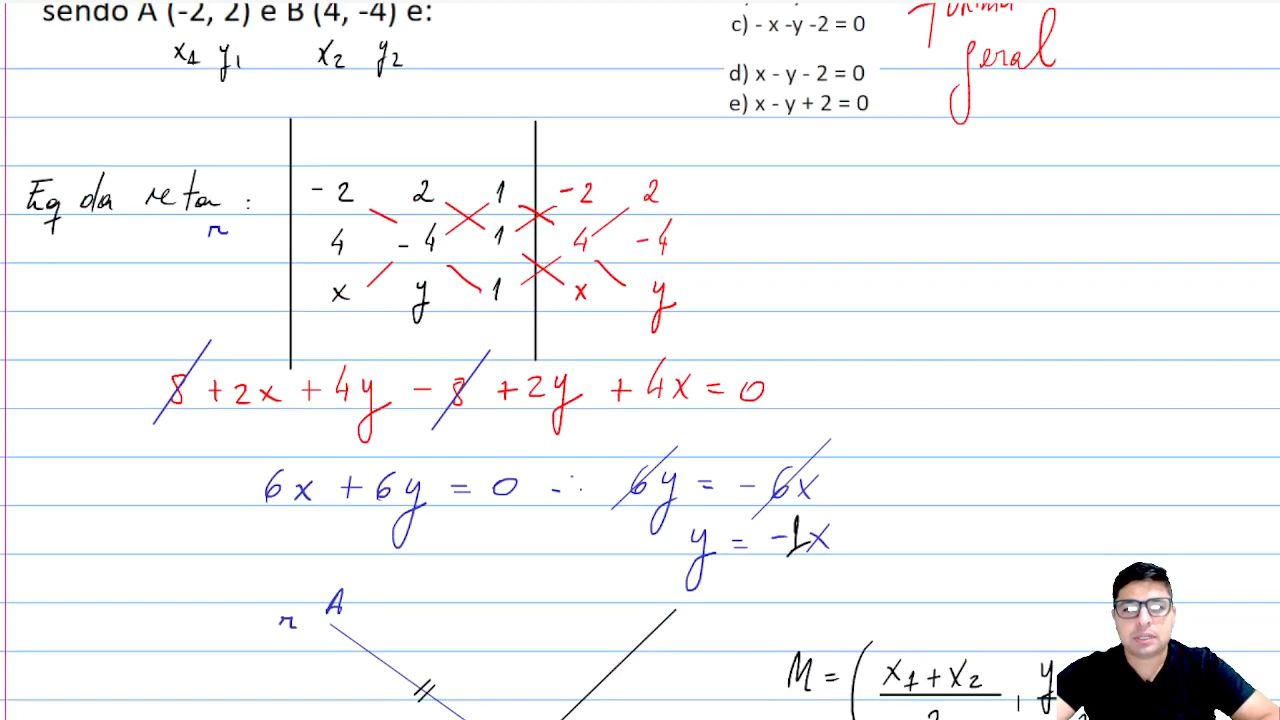 sendo A (-2, 2) e B (4, -4) é:
x1 y1 x2 y2
c) - x -y -2 = 0
d) x - y - 2 = 0
e) x - y + 2 = 0
geral
Eq da reta :
r
-2 2 1 -2 2
4 -4 1 4 -4
x y 1 x y
8 +2x +4y -8 +2y +4x = 0
6x +6y = 0 ∴ 6y = -6x
y = -1x
r A
M = ( x1 + x2